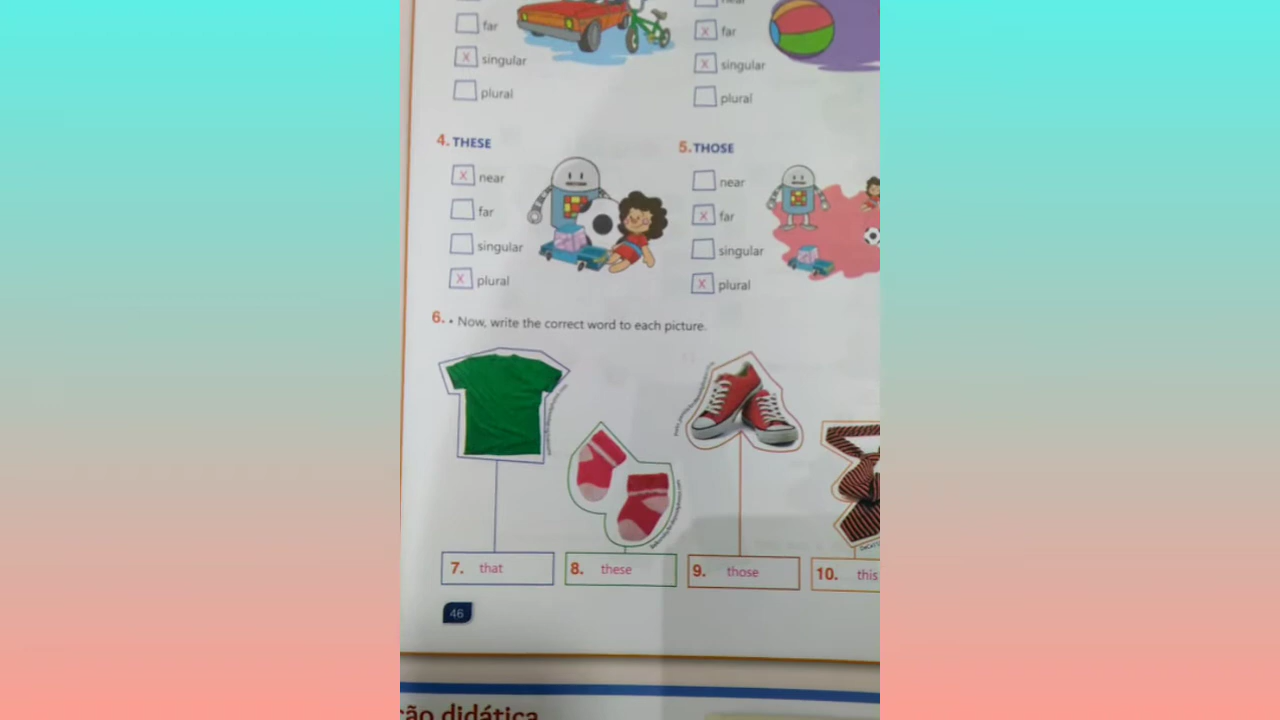 far
X singular
plural
X far
X singular
plural
4. THESE
X near
far
singular
X plural
5. THOSE
near
X far
singular
X plural
6. • Now, write the correct word to each picture.
7. that
8. these
9. those
10. this
46
ção didática